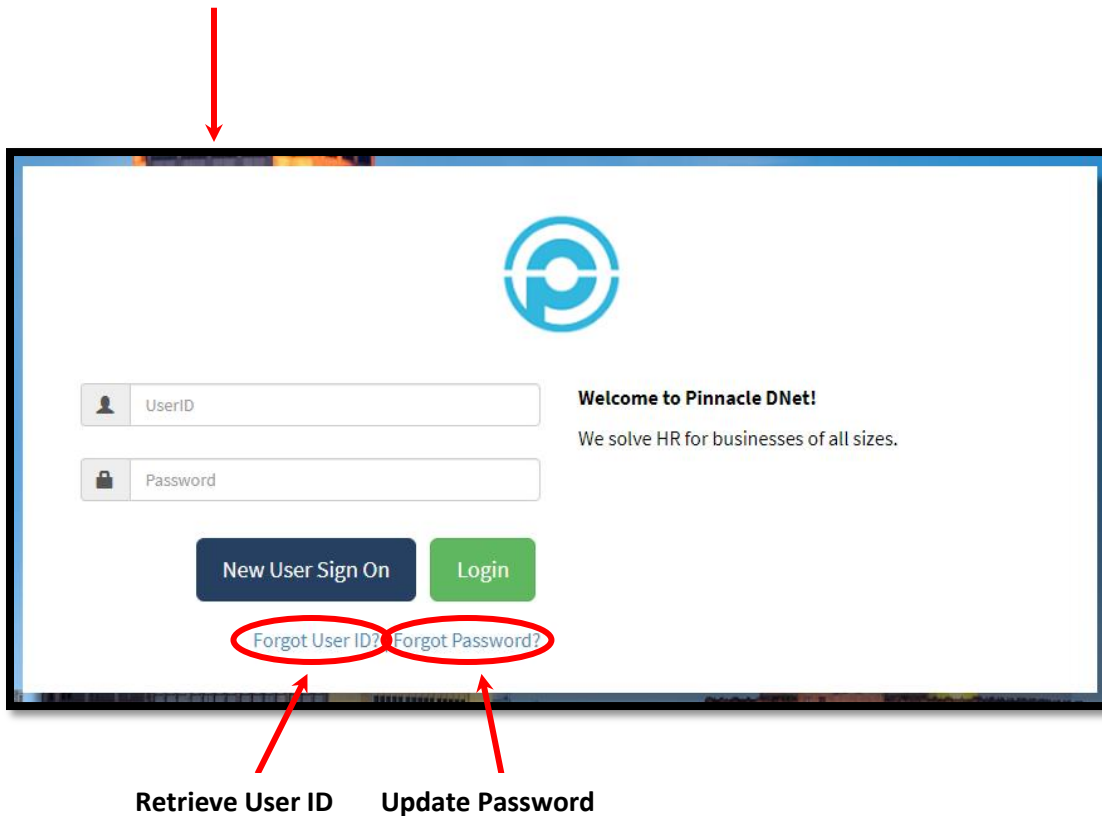 UserID
Welcome to Pinnacle DNet!
We solve HR for businesses of all sizes.
Password
New User Sign On
Login
Forgot User ID? Forgot Password?
Retrieve User ID
Update Password